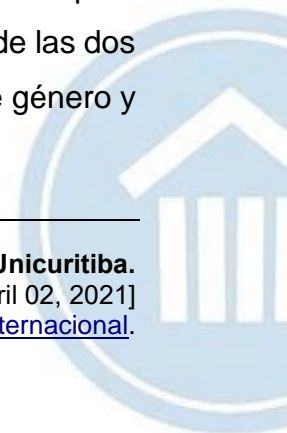 de las dos
género y
Unicuritiba.
ril 02, 2021]
ternacional.